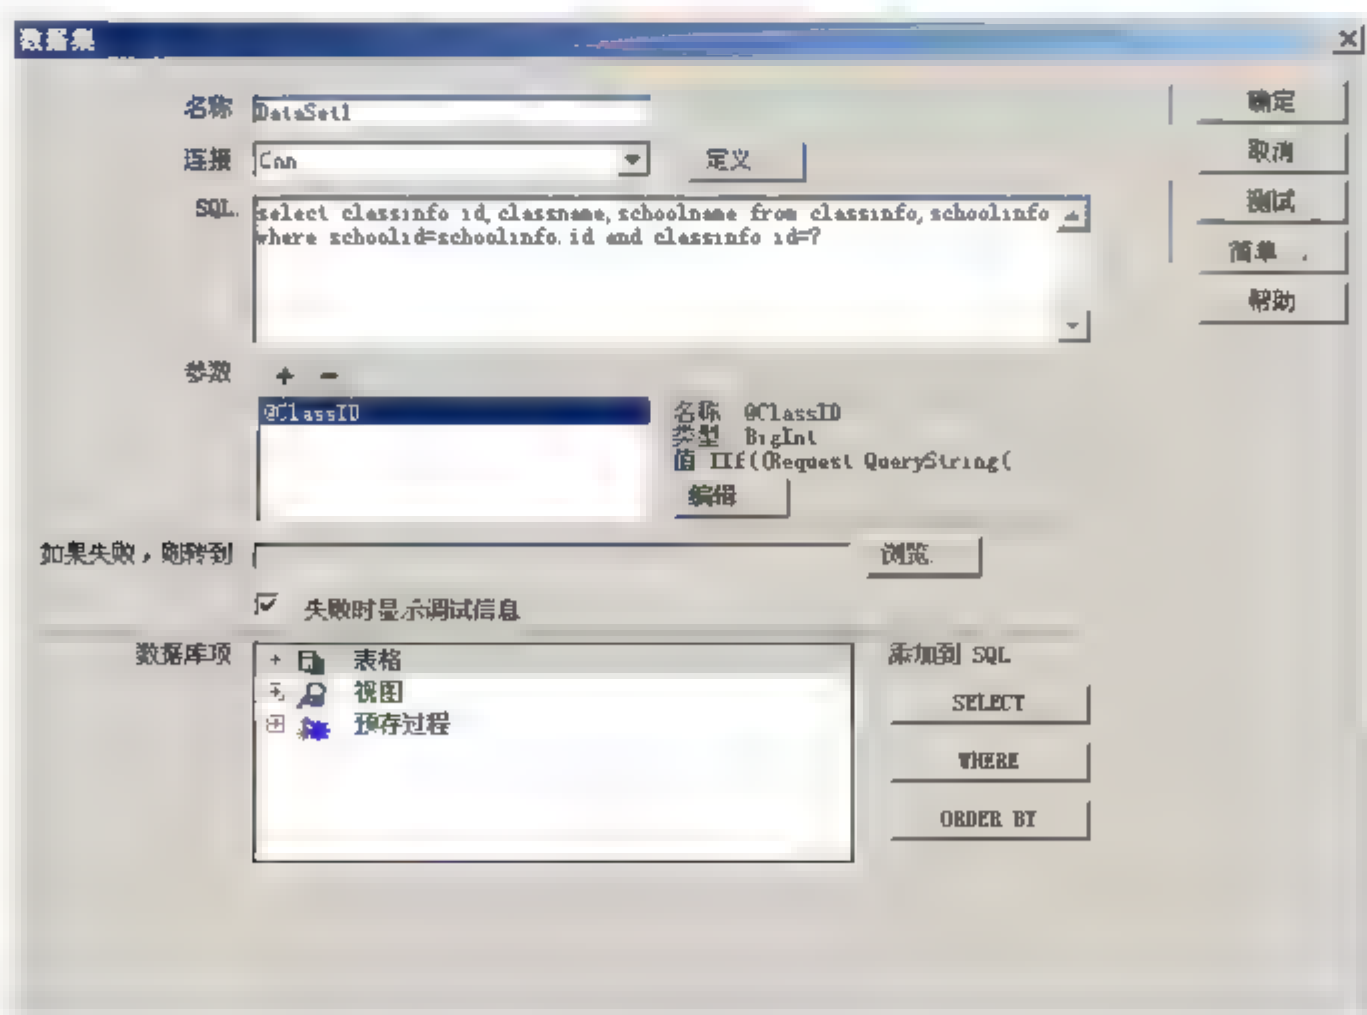 数据集
名称 DataSet1
连接 Cnn 定义
SQL
select classinfo.id,classname,schoolname from classinfo,schoolinfo
where schoolid=schoolinfo.id and classinfo.id=?
参数 + -
@ClassID
名称 @ClassID
类型 BigInt
值 IIf((Request.QueryString(
编辑
如果失败，跳转到 浏览
失败时显示调试信息
数据库项
表格
视图
预存过程
添加到 SQL
SELECT
WHERE
ORDER BY
确定
取消
测试
简单
帮助